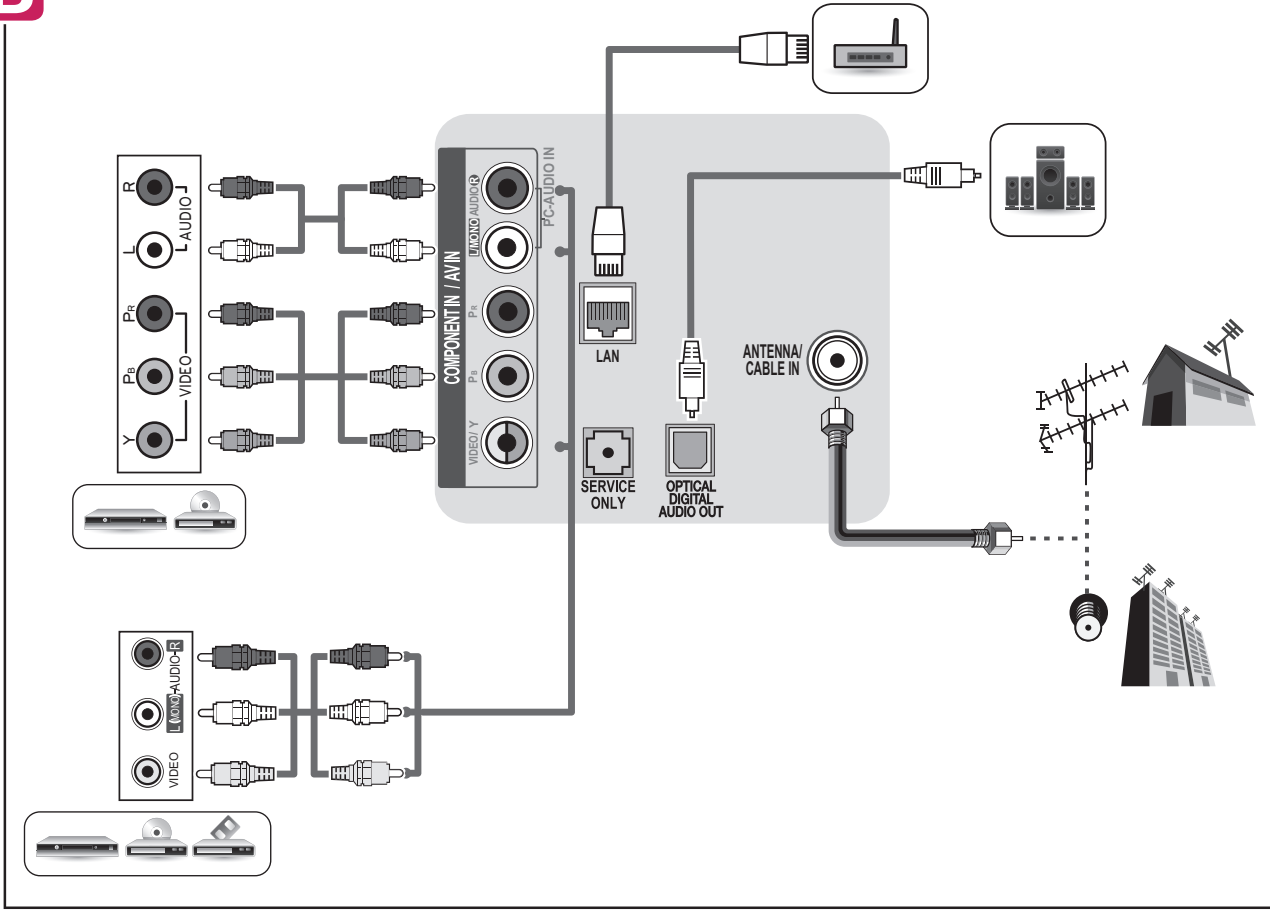 R
L
AUDIO
PR
PB
Y
VIDEO
COMPONENT IN / AV IN
L/MONO AUDIO R
PC-AUDIO IN
PR
PB
VIDEO/ Y
LAN
SERVICE
ONLY
OPTICAL
DIGITAL
AUDIO OUT
ANTENNA/
CABLE IN
L(MONO)-AUDIO-R
VIDEO